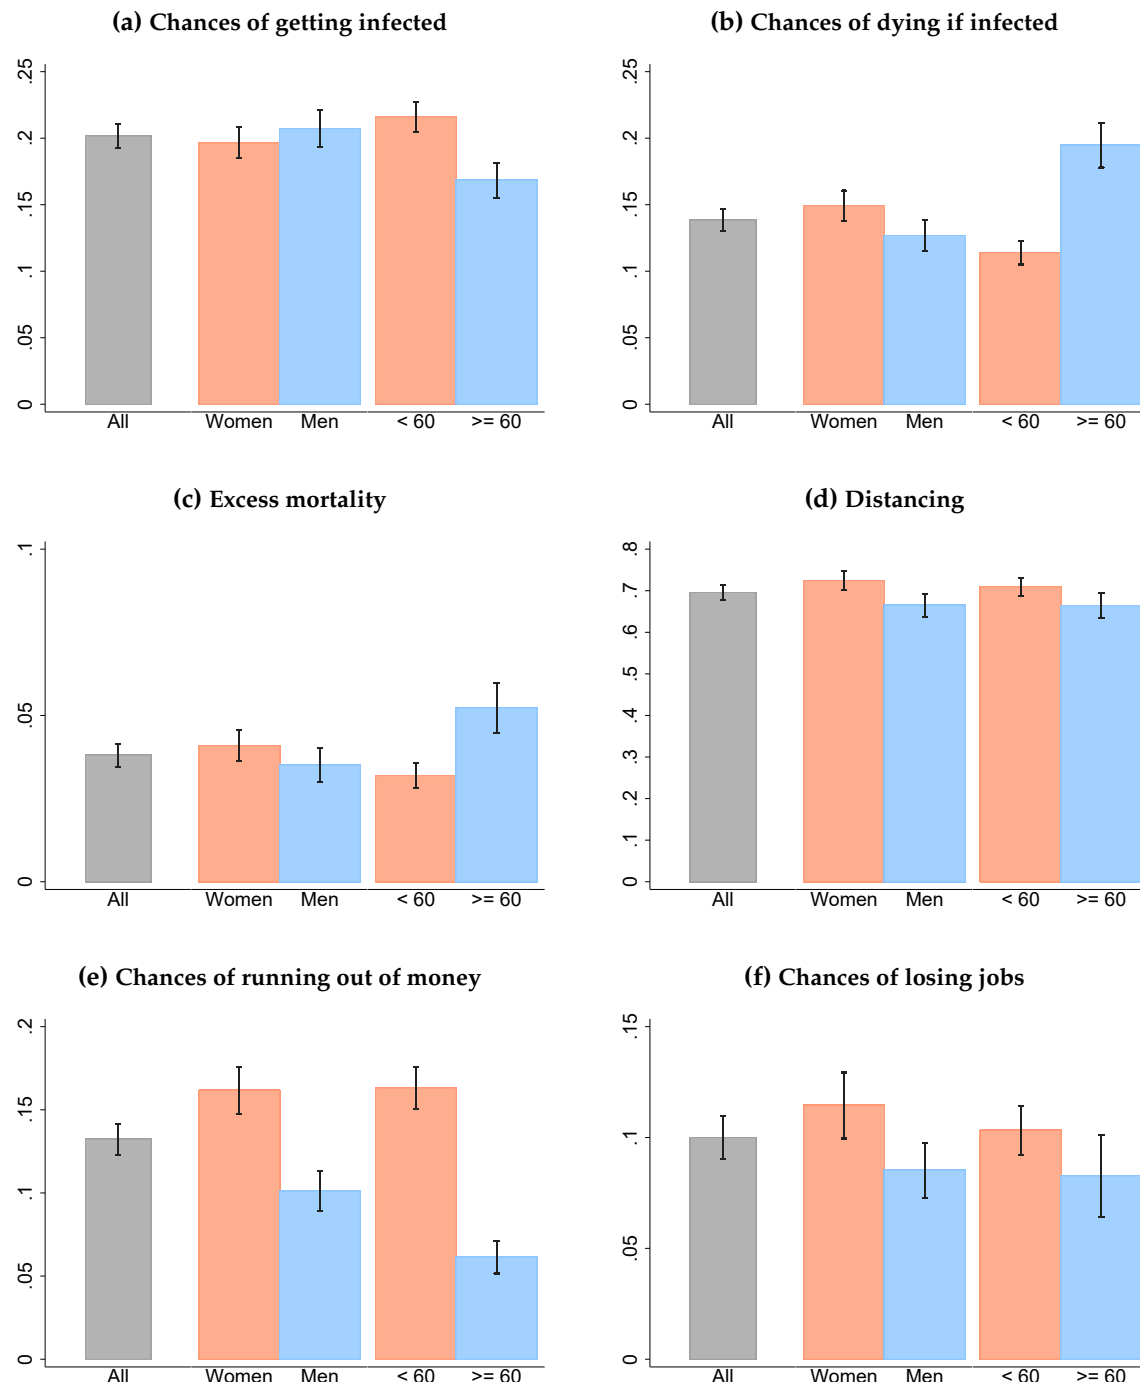 (a) Chances of getting infected
.25
.2
.15
.1
.05
0
All Women Men < 60 >= 60
(b) Chances of dying if infected
.25
.2
.15
.1
.05
0
All Women Men < 60 >= 60
(c) Excess mortality
.1
.05
0
All Women Men < 60 >= 60
(d) Distancing
.8
.7
.6
.5
.4
.3
.2
.1
0
All Women Men < 60 >= 60
(e) Chances of running out of money
.2
.15
.1
.05
0
All Women Men < 60 >= 60
(f) Chances of losing jobs
.15
.1
.05
0
All Women Men < 60 >= 60